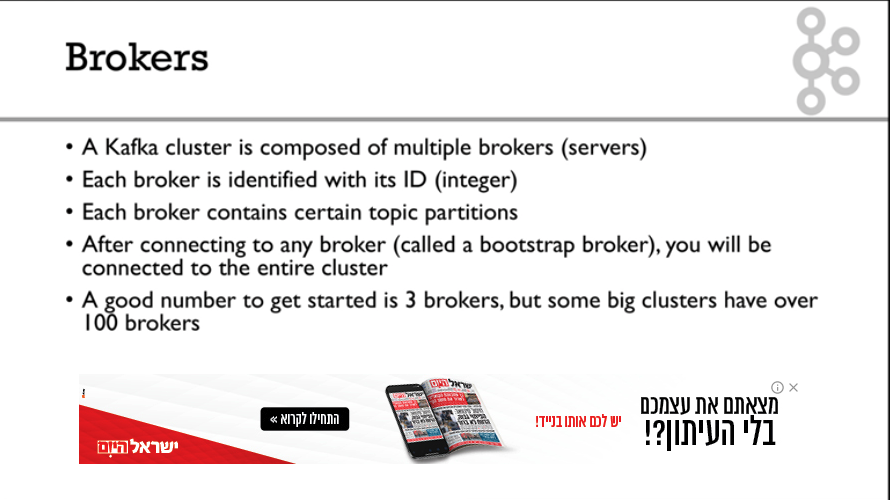 Brokers
• A Kafka cluster is composed of multiple brokers (servers)
• Each broker is identified with its ID (integer)
• Each broker contains certain topic partitions
• After connecting to any broker (called a bootstrap broker), you will be
connected to the entire cluster
• A good number to get started is 3 brokers, but some big clusters have over
100 brokers
מצאתם את עצמכם
בלי העיתון?!
יש לכם אותו בנייד!
ישראל היום
התחילו לקרוא »
ישראל היום